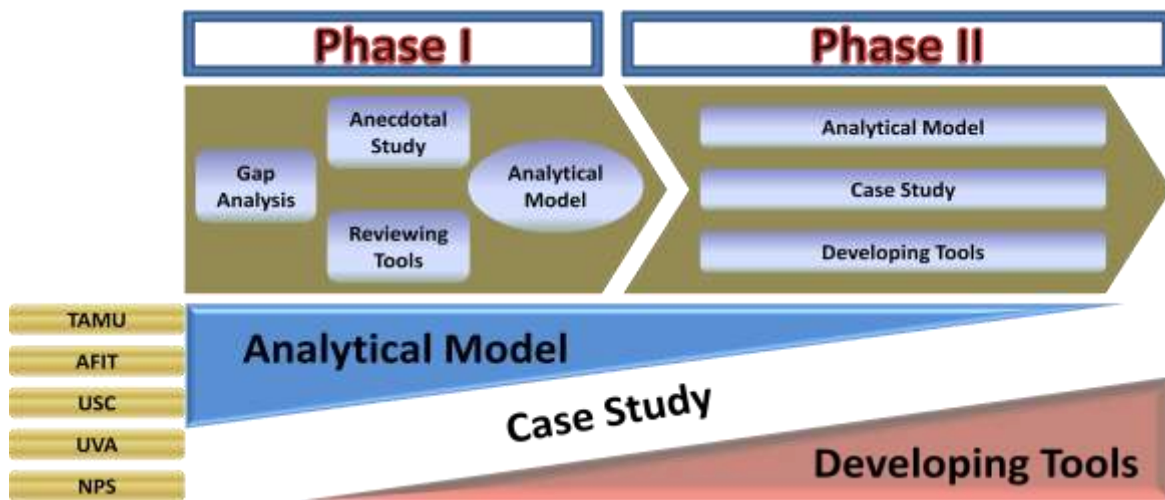 Phase I
Phase II
Gap
Analysis
Anecdotal
Study
Reviewing
Tools
Analytical
Model
Analytical Model
Case Study
Developing Tools
TAMU
AFIT
USC
UVA
NPS
Analytical Model
Case Study
Developing Tools